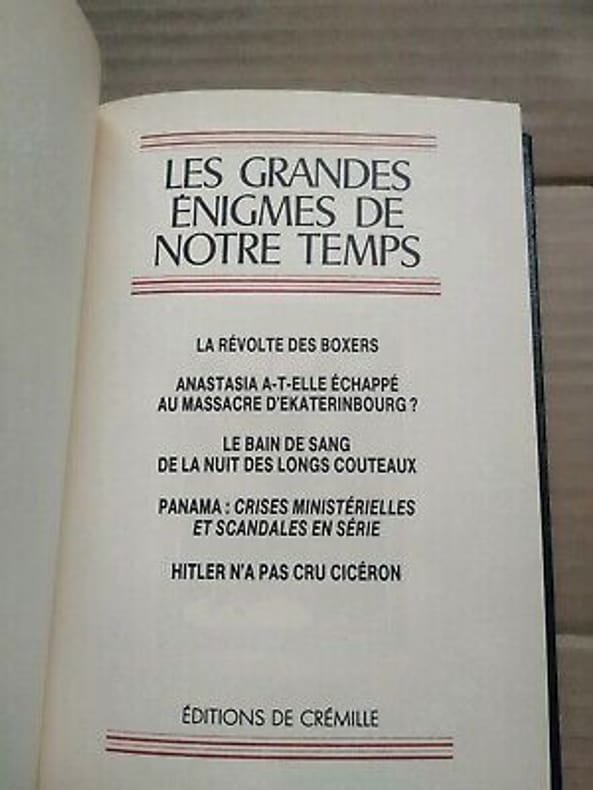 LES GRANDES
ÉNIGMES DE
NOTRE TEMPS
LA RÉVOLTE DES BOXERS
ANASTASIA A-T-ELLE ÉCHAPPÉ
AU MASSACRE D'EKATERINBOURG ?
LE BAIN DE SANG
DE LA NUIT DES LONGS COUTEAUX
PANAMA : CRISES MINISTÉRIELLES
ET SCANDALES EN SÉRIE
HITLER N'A PAS CRU CICÉRON
ÉDITIONS DE CRÉMILLE